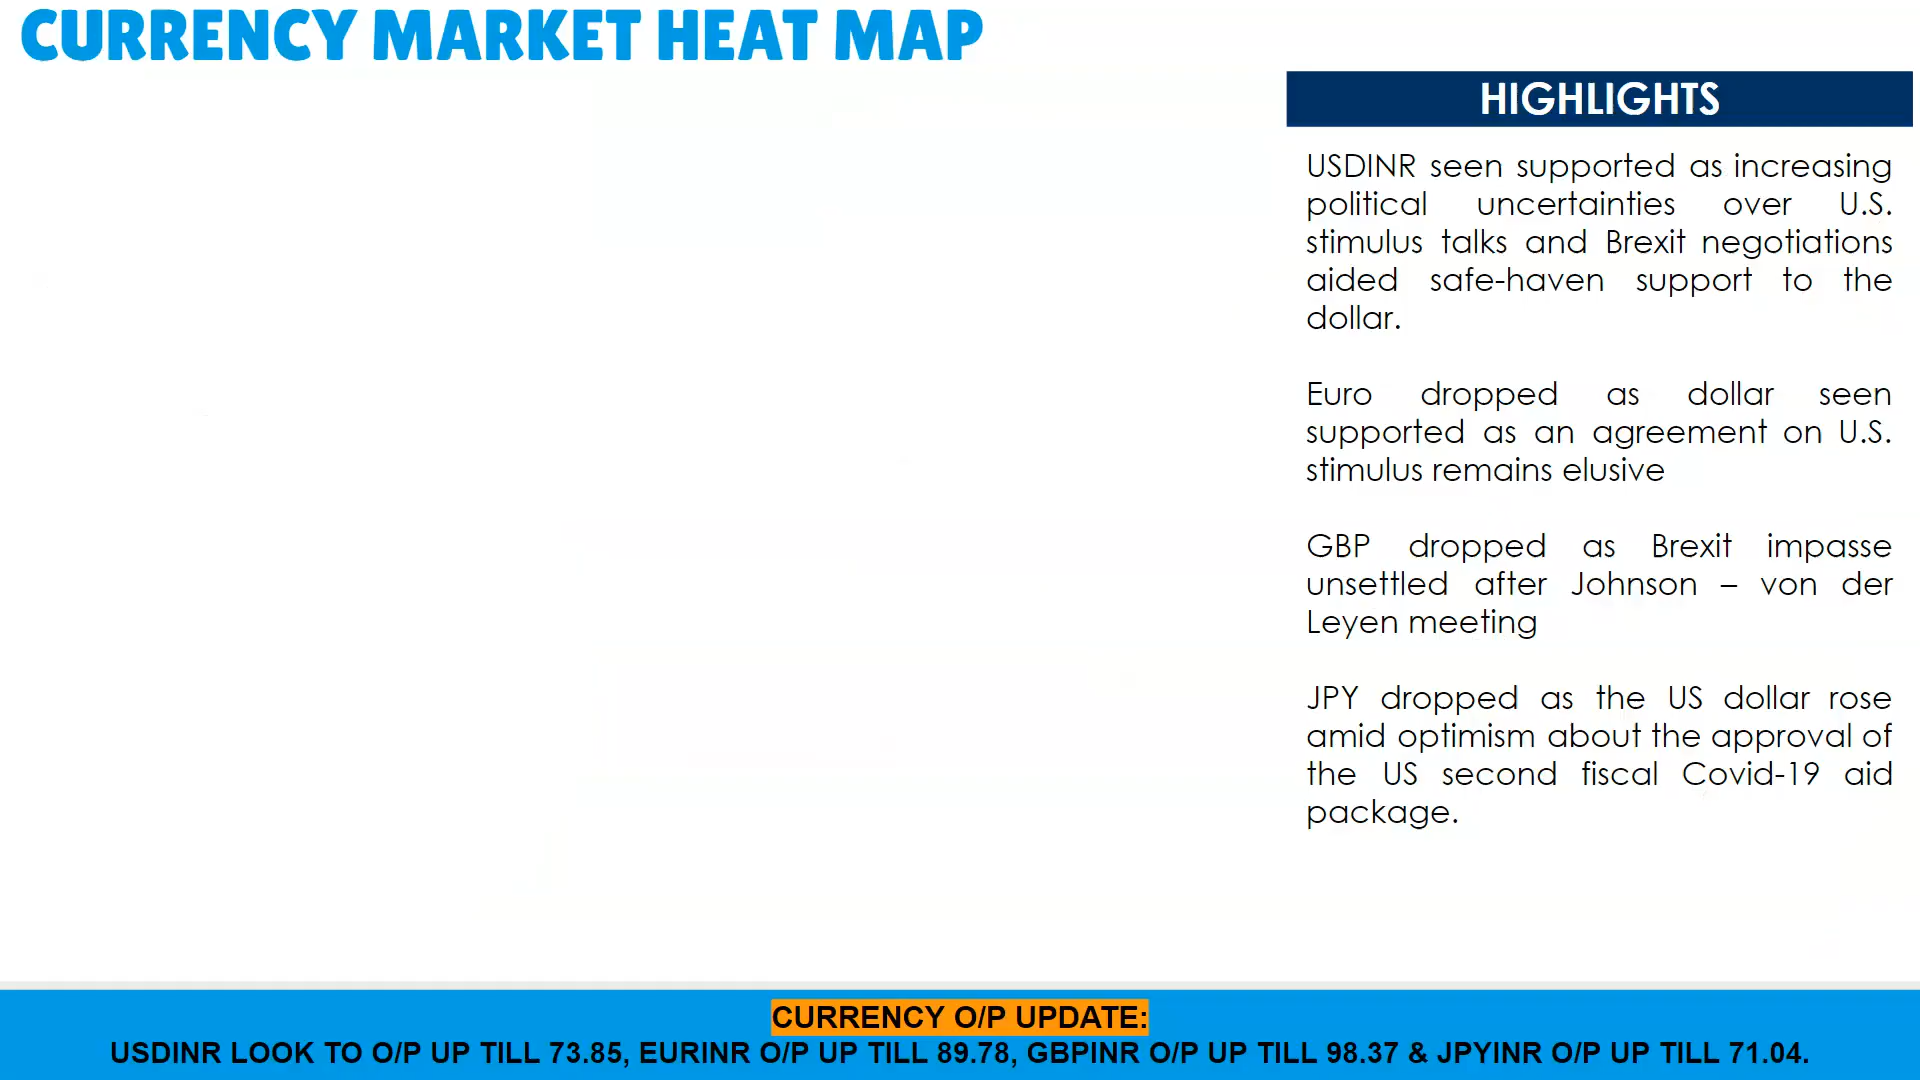 CURRENCY MARKET HEAT MAP
HIGHLIGHTS
USDINR seen supported as increasing
political uncertainties over U.S.
stimulus talks and Brexit negotiations
aided safe-haven support to the
dollar.
Euro dropped as dollar seen
supported as an agreement on U.S.
stimulus remains elusive
GBP dropped as Brexit impasse
unsettled after Johnson – von der
Leyen meeting
JPY dropped as the US dollar rose
amid optimism about the approval of
the US second fiscal Covid-19 aid
package.
CURRENCY O/P UPDATE:
USDINR LOOK TO O/P UP TILL 73.85, EURINR O/P UP TILL 89.78, GBPINR O/P UP TILL 98.37 & JPYINR O/P UP TILL 71.04.